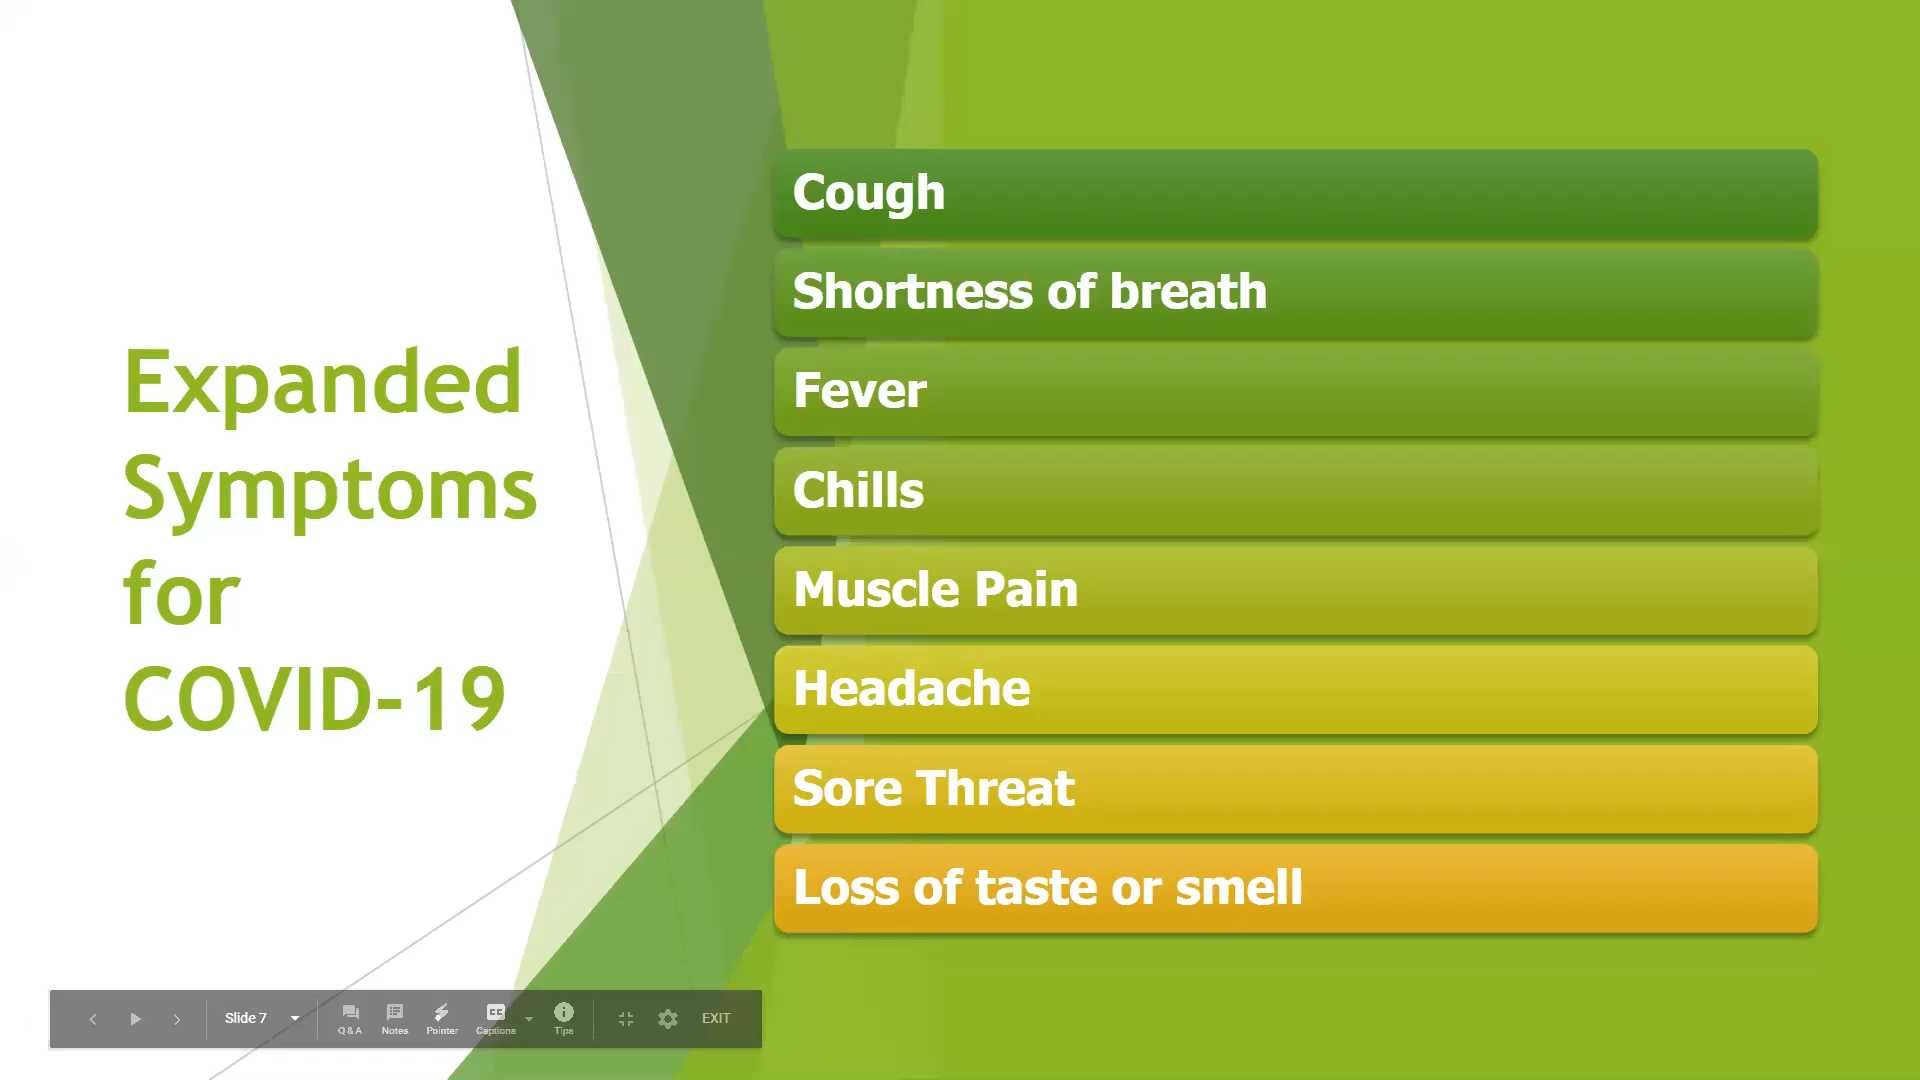 Expanded
Symptoms
for
COVID-19
Cough
Shortness of breath
Fever
Chills
Muscle Pain
Headache
Sore Threat
Loss of taste or smell
Slide 7
Q & A
Notes
Pointer
Captions
Tips
EXIT